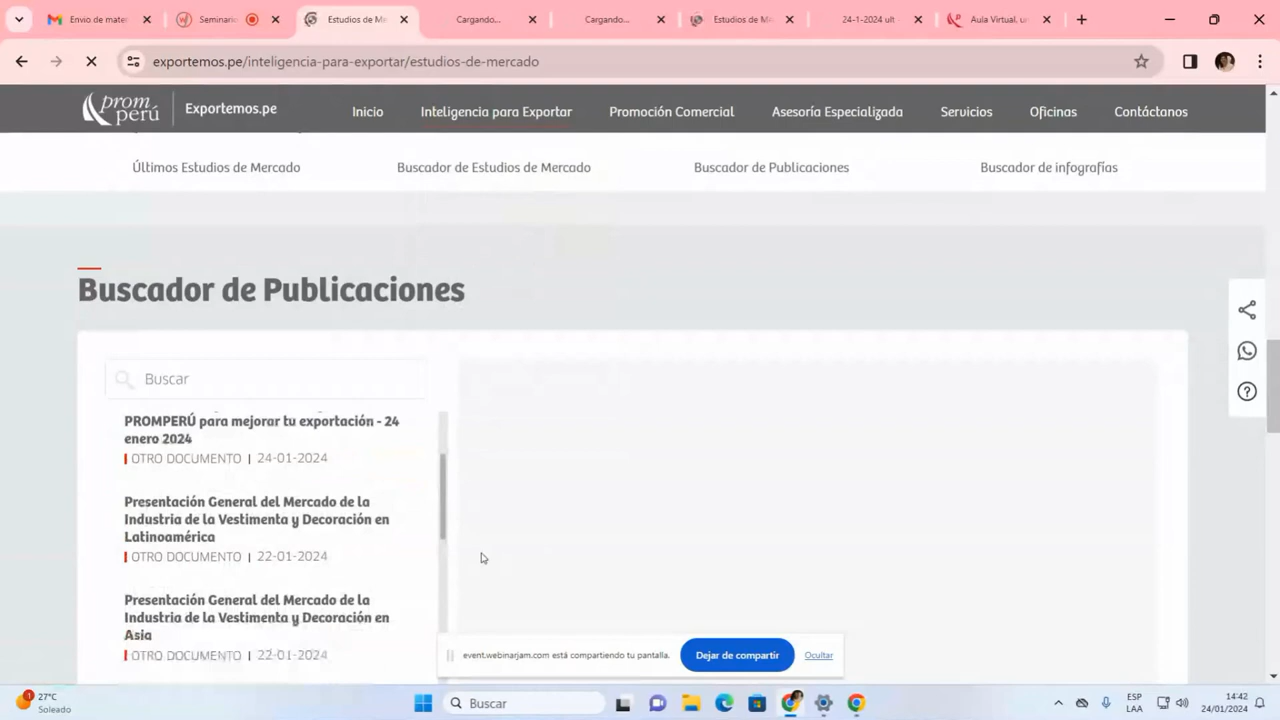 Envio de mater
Seminario
Estudios de Me
Cargando...
Cargando...
Estudios de Me
24-1-2024 ult
Aula Virtual, un
exportemos.pe/inteligencia-para-exportar/estudios-de-mercado
prom perú
Exportemos.pe
Inicio
Inteligencia para Exportar
Promoción Comercial
Asesoría Especializada
Servicios
Oficinas
Contáctanos
Últimos Estudios de Mercado
Buscador de Estudios de Mercado
Buscador de Publicaciones
Buscador de infografías
Buscador de Publicaciones
Buscar
PROMPERÚ para mejorar tu exportación - 24
enero 2024
OTRO DOCUMENTO | 24-01-2024
Presentación General del Mercado de la
Industria de la Vestimenta y Decoración en
Latinoamérica
OTRO DOCUMENTO | 22-01-2024
Presentación General del Mercado de la
Industria de la Vestimenta y Decoración en
Asia
OTRO DOCUMENTO | 22-01-2024
event.webinarjam.com está compartiendo tu pantalla.
Dejar de compartir
Ocultar
1
27°C
Soleado
Buscar
ESP
LAA
14:42
24/01/2024